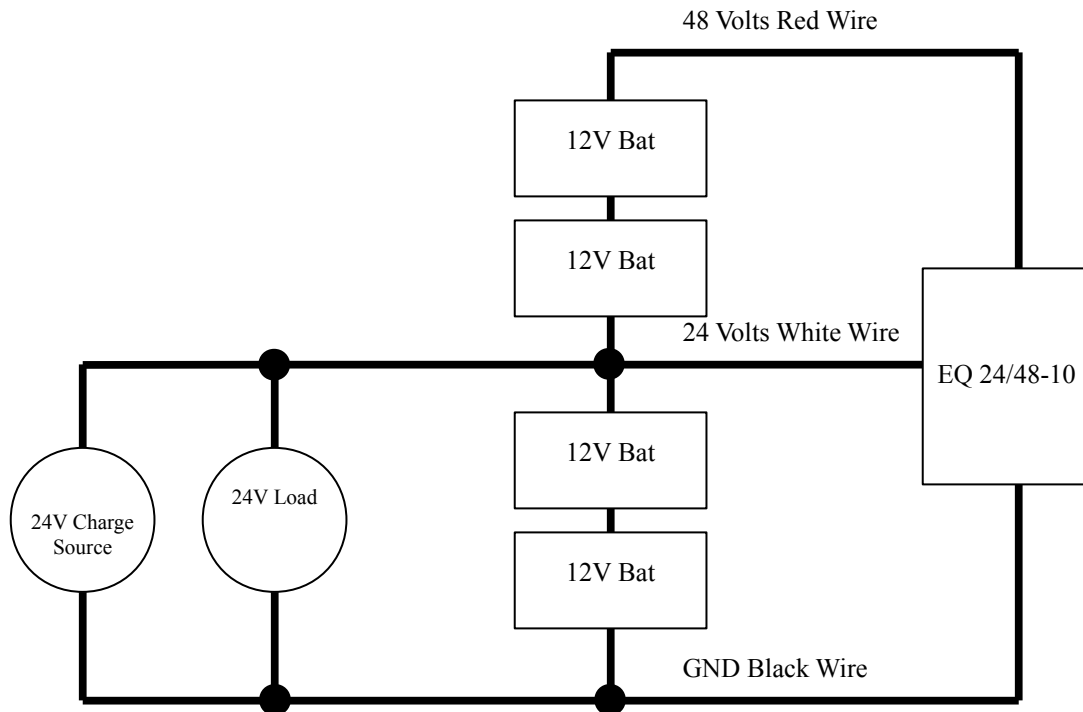 48 Volts Red Wire
12V Bat
12V Bat
24 Volts White Wire
EQ 24/48-10
12V Bat
24V Load
24V Charge
Source
12V Bat
GND Black Wire